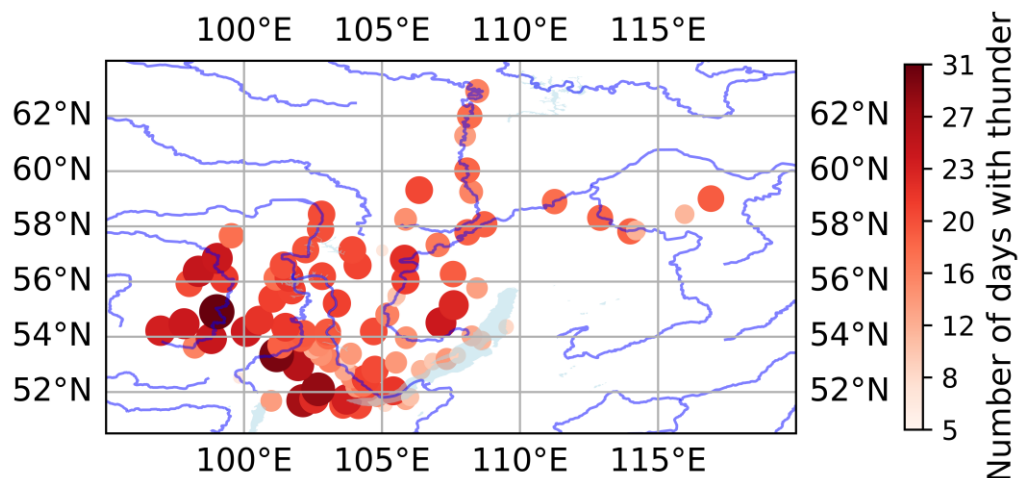 100°E 105°E 110°E 115°E
62°N 62°N
60°N 60°N
58°N 58°N
56°N 56°N
54°N 54°N
52°N 52°N
100°E 105°E 110°E 115°E
31
27
23
20
16
12
8
5
Number of days with thunder